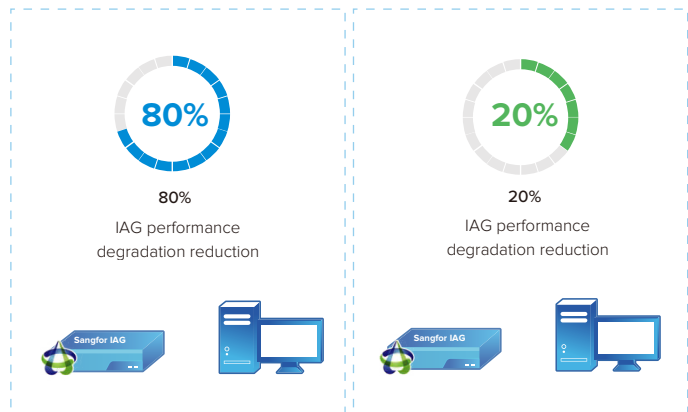 80%
80%
IAG performance
degradation reduction
Sangfor IAG
20%
20%
IAG performance
degradation reduction
Sangfor IAG